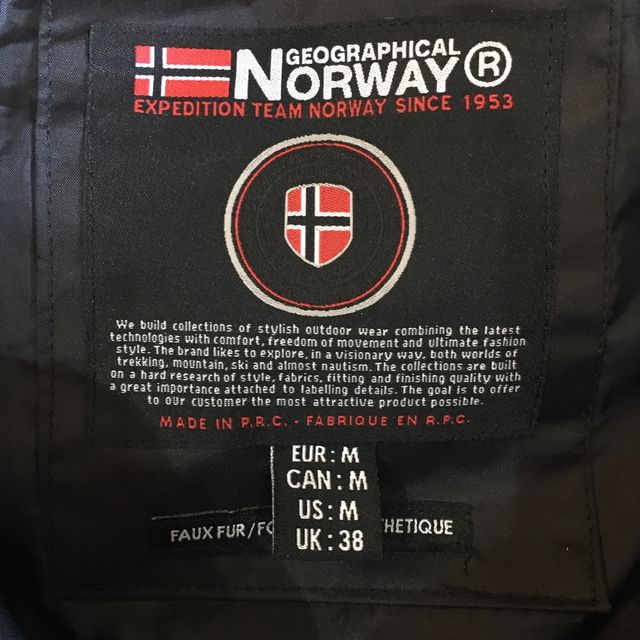 GEOGRAPHICAL
NORWAY®
EXPEDITION TEAM NORWAY SINCE 1953
We build collections of stylish outdoor wear combining the latest
technologies with comfort, freedom of movement and ultimate fashion
style. The brand likes to explore, in a visionary way, both worlds of
trekking, mountain, ski and almost nautism. The collections are built
on a hard research of style, fabrics, fitting and finishing quality with
a great importance attached to labelling details. The goal is to offer
to our customer the most attractive product possible.
MADE IN P.R.C. - FABRIQUE EN R.P.C.
EUR : M
CAN : M
US : M
UK : 38
FAUX FUR/FO HETIQUE